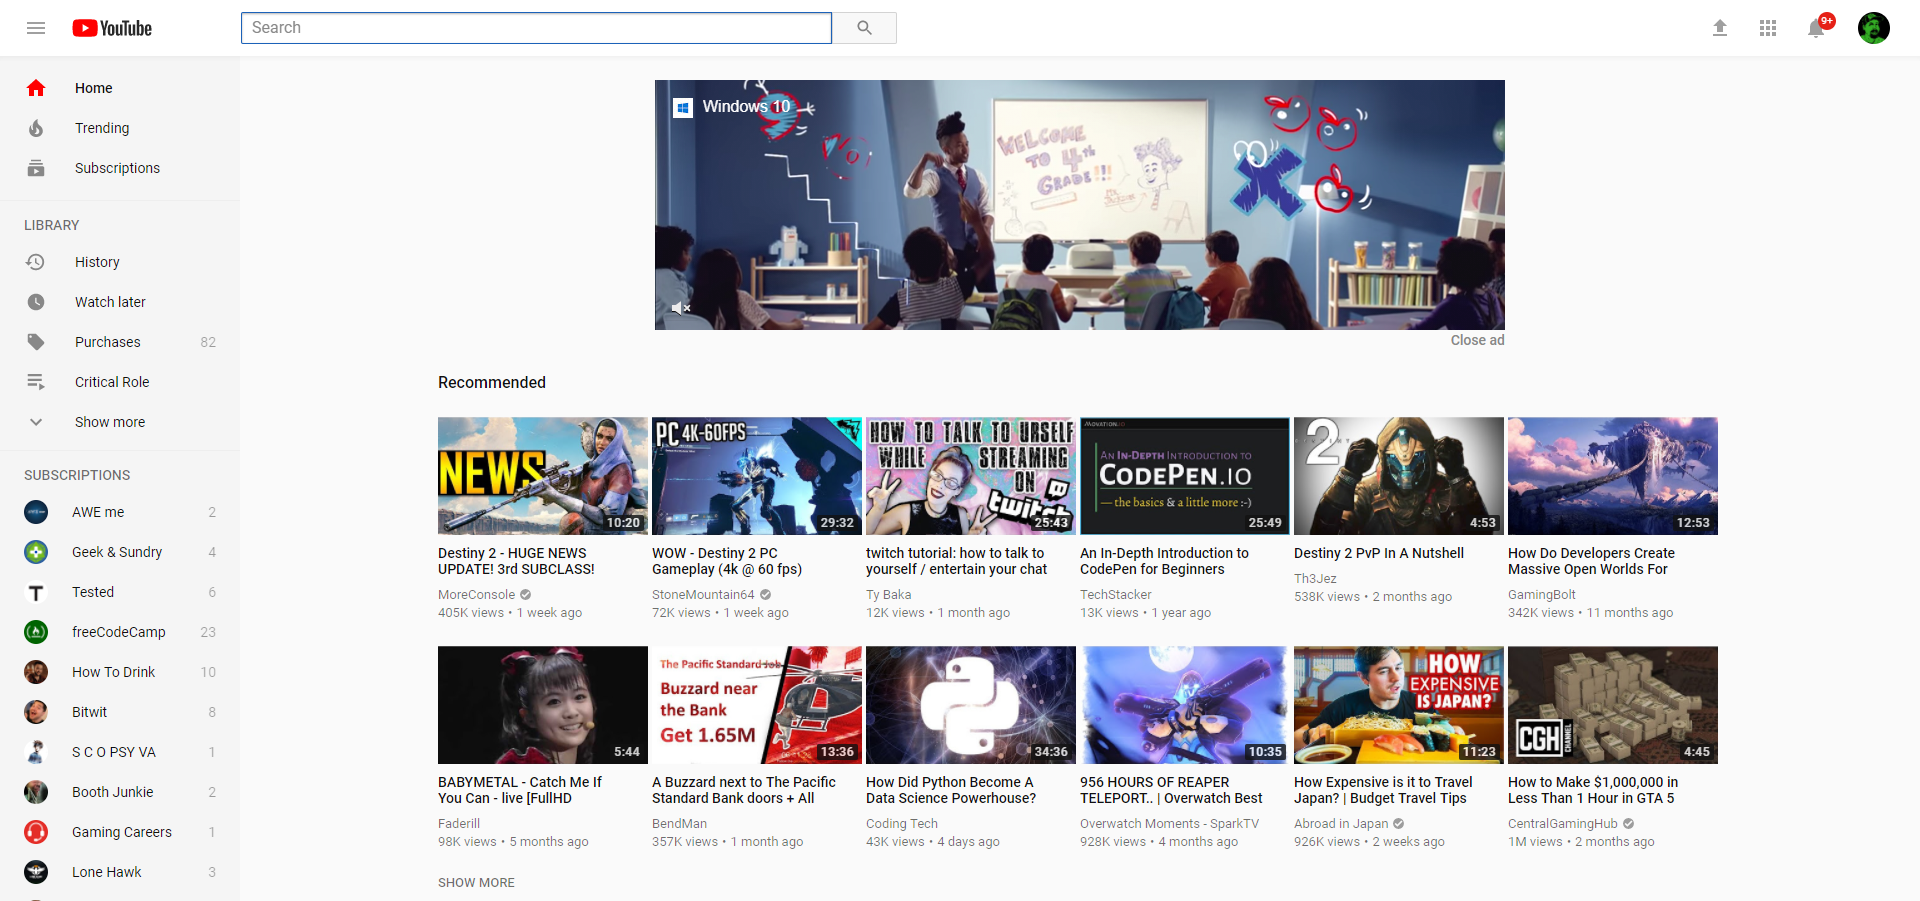 YouTube
Search
9+
Home
Trending
Subscriptions
LIBRARY
History
Watch later
Purchases 82
Critical Role
Show more
SUBSCRIPTIONS
AWE me 2
Geek & Sundry 4
Tested 6
freeCodeCamp 23
How To Drink 10
Bitwit 8
S C O PSY VA 1
Booth Junkie 2
Gaming Careers 1
Lone Hawk 3
Windows 10
WELCOME
TO 4th
GRADE!!!
Close ad
Recommended
NEWS
10:20
Destiny 2 - HUGE NEWS
UPDATE! 3rd SUBCLASS!
MoreConsole
405K views • 1 week ago
PC 4K-60FPS
29:32
WOW - Destiny 2 PC
Gameplay (4k @ 60 fps)
StoneMountain64
72K views • 1 week ago
HOW TO TALK TO URSELF
WHILE STREAMING
ON
twitch
25:43
twitch tutorial: how to talk to
yourself / entertain your chat
Ty Baka
12K views • 1 month ago
AN IN-DEPTH INTRODUCTION TO
CODEPEN.IO
— the basics & a little more :-)
25:49
An In-Depth Introduction to
CodePen for Beginners
TechStacker
13K views • 1 year ago
2
4:53
Destiny 2 PvP In A Nutshell
Th3Jez
538K views • 2 months ago
12:53
How Do Developers Create
Massive Open Worlds For
GamingBolt
342K views • 11 months ago
5:44
BABYMETAL - Catch Me If
You Can - live [FullHD
Faderill
98K views • 5 months ago
The Pacific Standard Job
Buzzard near
the Bank
Get 1.65M
13:36
A Buzzard next to The Pacific
Standard Bank doors + All
BendMan
357K views • 1 month ago
34:36
How Did Python Become A
Data Science Powerhouse?
Coding Tech
43K views • 4 days ago
10:35
956 HOURS OF REAPER
TELEPORT.. | Overwatch Best
Overwatch Moments - SparkTV
928K views • 4 months ago
HOW
EXPENSIVE
IS JAPAN?
11:23
How Expensive is it to Travel
Japan? | Budget Travel Tips
Abroad in Japan
926K views • 2 weeks ago
CGH
CHANNEL
4:45
How to Make $1,000,000 in
Less Than 1 Hour in GTA 5
CentralGamingHub
1M views • 2 months ago
SHOW MORE